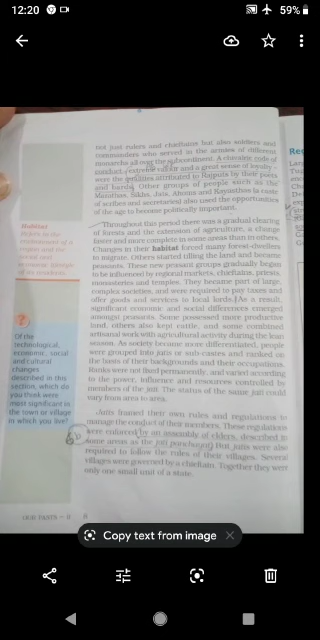 12:20
59%
not just rulers and chieftains but also soldiers and
commanders who served in the armies of different
monarchs all over the subcontinent. A chivalric code of
conduct – extreme valour and a great sense of loyalty –
were the qualities attributed to Rajputs by their poets
and bards. Other groups of people such as the
Marathas, Sikhs, Jats, Ahoms and Kayasthas (a caste
of scribes and secretaries) also used the opportunities
of the age to become politically important.
Throughout this period there was a gradual clearing
of forests and the extension of agriculture, a change
faster and more complete in some areas than in others.
Changes in their habitat forced many forest-dwellers
to migrate. Others started tilling the land and became
peasants. These new peasant groups gradually began
to be influenced by regional markets, chieftains, priests,
monasteries and temples. They became part of large,
complex societies, and were required to pay taxes and
offer goods and services to local lords. As a result,
significant economic and social differences emerged
amongst peasants. Some possessed more productive
land, others also kept cattle, and some combined
artisanal work with agricultural activity during the lean
season. As society became more differentiated, people
were grouped into jatis or sub-castes and ranked on
the basis of their backgrounds and their occupations.
Ranks were not fixed permanently, and varied according
to the power, influence and resources controlled by
members of the jati. The status of the same jati could
vary from area to area.
Jatis framed their own rules and regulations to
manage the conduct of their members. These regulations
were enforced by an assembly of elders, described in
some areas as the jati panchayat. But jatis were also
required to follow the rules of their villages. Several
villages were governed by a chieftain. Together they were
only one small unit of a state.
Habitat
Refers to the
environment of a
region and the
social and
economic lifestyle
of its residents.
?
Of the
technological,
economic, social
and cultural
changes
described in this
section, which do
you think were
most significant in
the town or village
in which you live?
OUR PASTS – II
8
Copy text from image